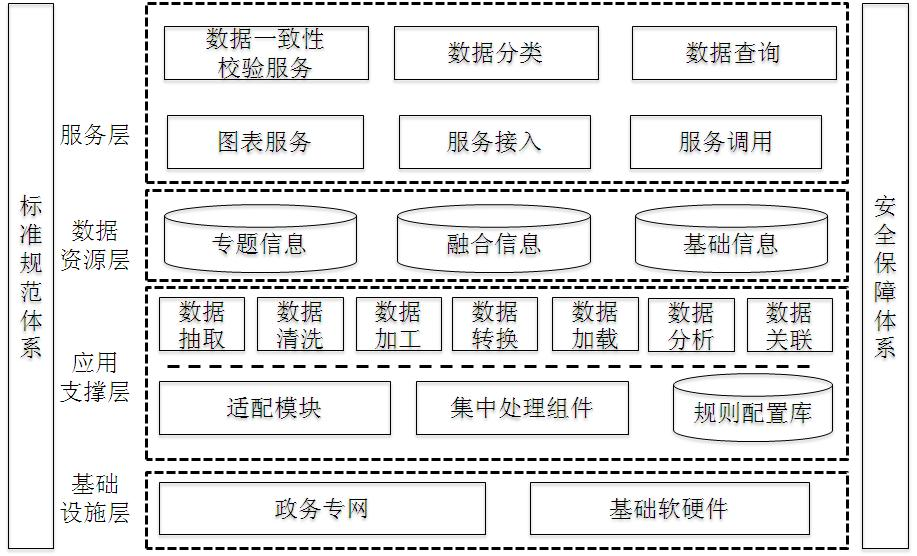 标准规范体系
服务层
数据一致性
校验服务
数据分类
数据查询
图表服务
服务接入
服务调用
数据
资源层
专题信息
融合信息
基础信息
应用
支撑层
数据
抽取
数据
清洗
数据
加工
数据
转换
数据
加载
数据
分析
数据
关联
适配模块
集中处理组件
规则配置库
基础
设施层
政务专网
基础软硬件
安全保障体系